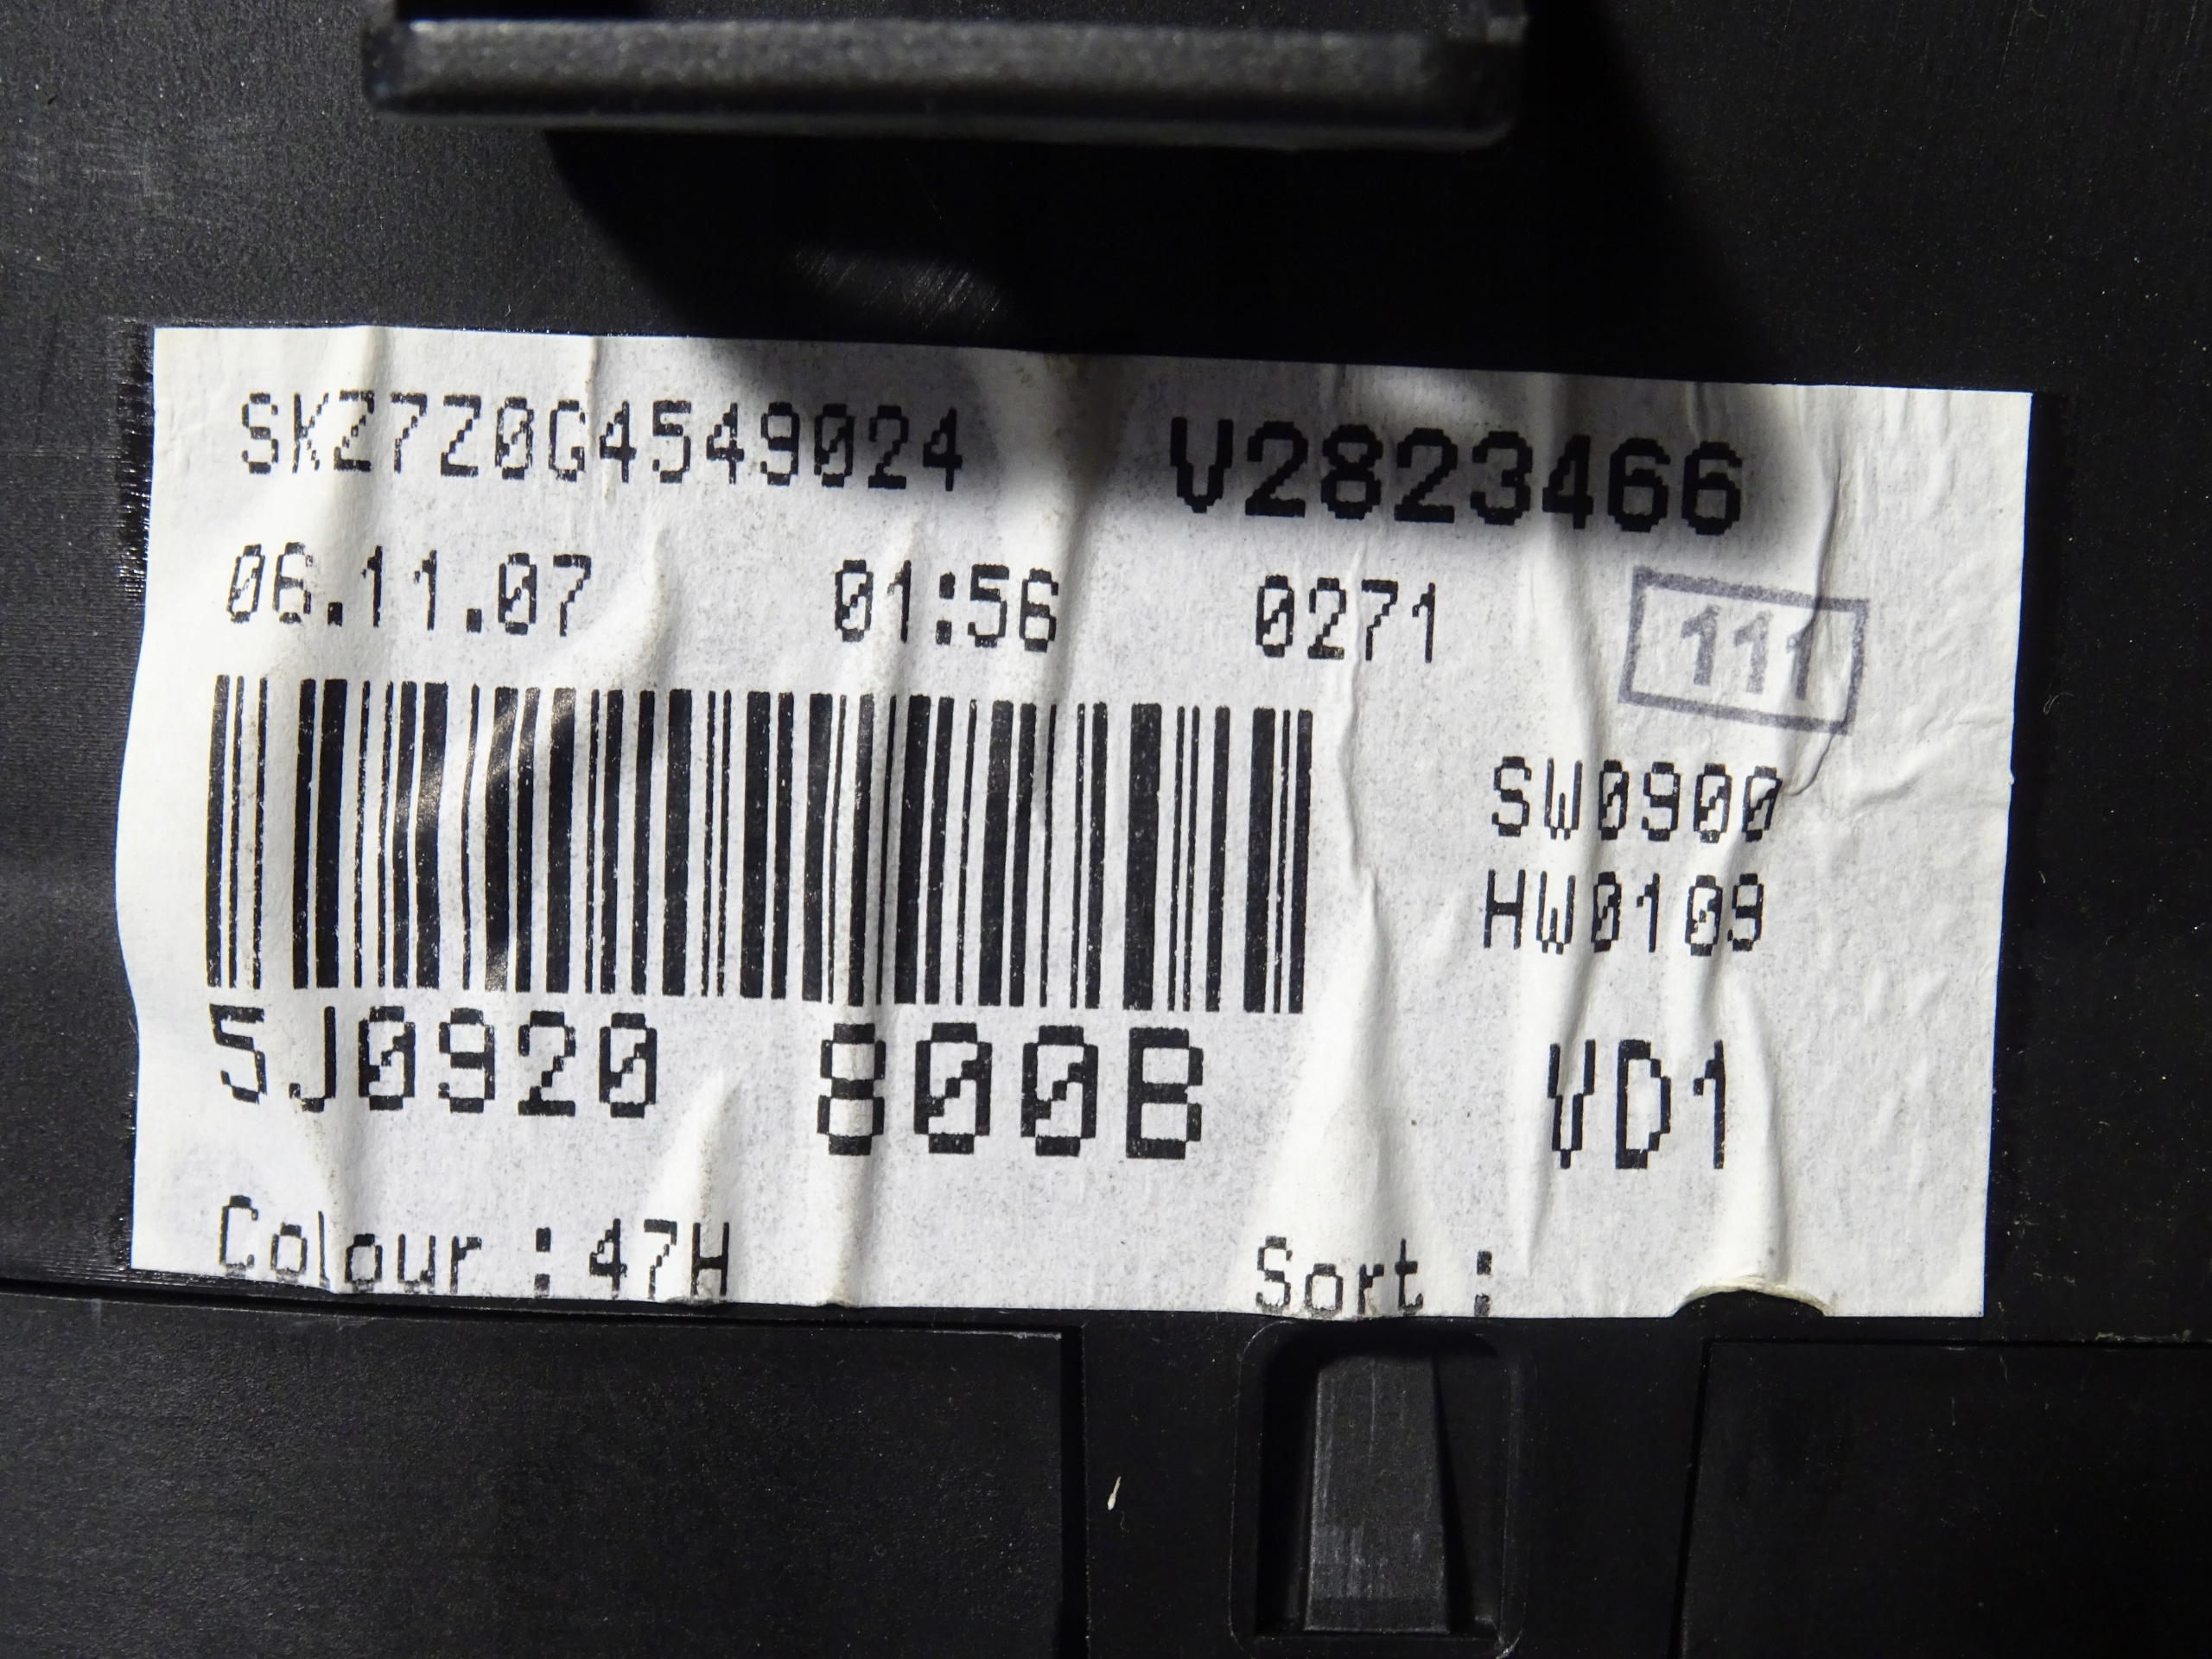 SKZ7Z0G4549024 V2823466
06.11.07 01:56 0271 111
SW0900
HW0109
5J0920 800B VD1
Colour : 47H Sort :